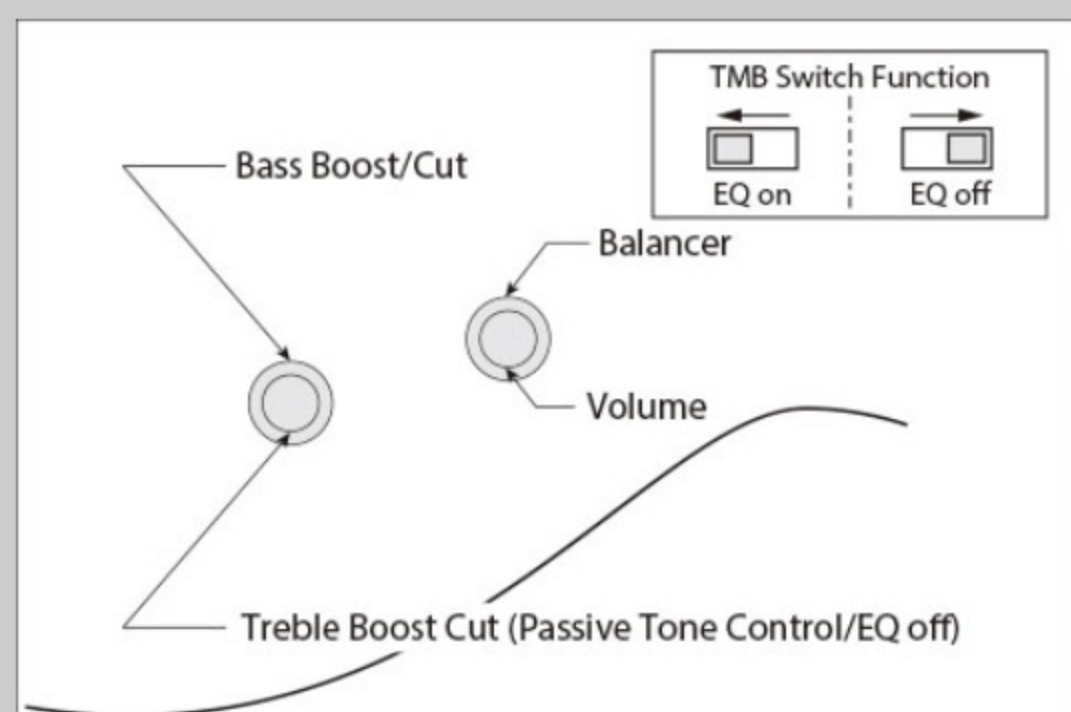 TMB Switch Function
EQ on
EQ off
Bass Boost/Cut
Balancer
Volume
Treble Boost Cut (Passive Tone Control/EQ off)